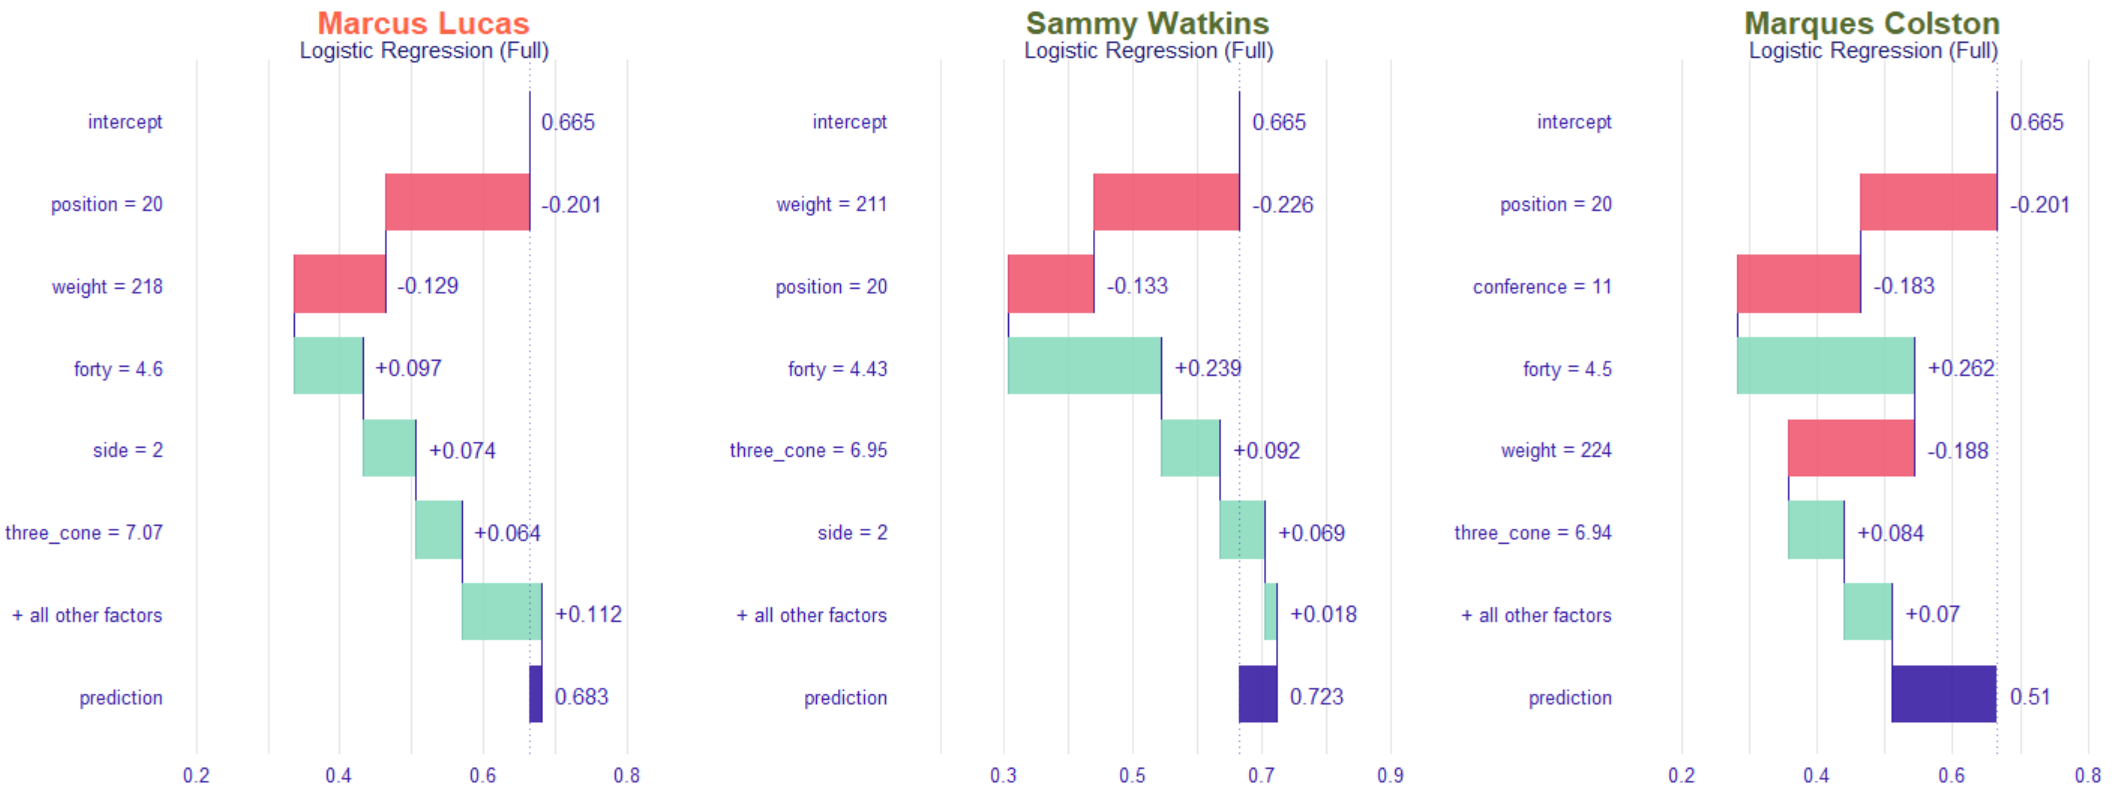 Marcus Lucas
Logistic Regression (Full)
intercept
0.665
position = 20
-0.201
weight = 218
-0.129
forty = 4.6
+0.097
side = 2
+0.074
three_cone = 7.07
+0.064
+ all other factors
+0.112
prediction
0.683
0.2 0.4 0.6 0.8
Sammy Watkins
Logistic Regression (Full)
intercept
0.665
weight = 211
-0.226
position = 20
-0.133
forty = 4.43
+0.239
three_cone = 6.95
+0.092
side = 2
+0.069
+ all other factors
+0.018
prediction
0.723
0.3 0.5 0.7 0.9
Marques Colston
Logistic Regression (Full)
intercept
0.665
position = 20
-0.201
conference = 11
-0.183
forty = 4.5
+0.262
weight = 224
-0.188
three_cone = 6.94
+0.084
+ all other factors
+0.07
prediction
0.51
0.2 0.4 0.6 0.8